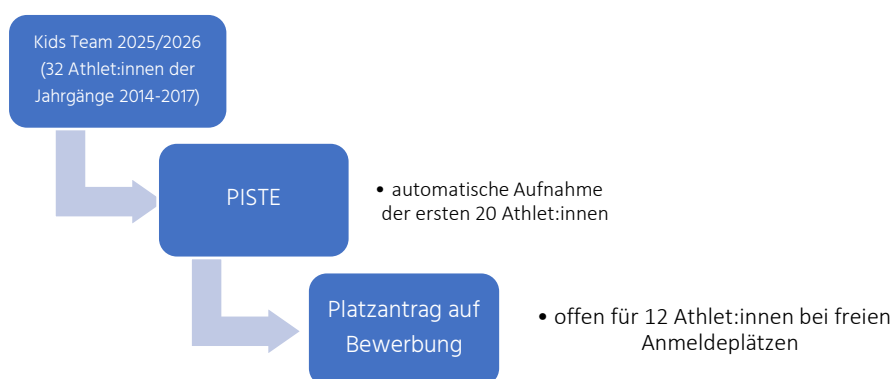 Kids Team 2025/2026
(32 Athlet:innen der
Jahrgänge 2014-2017)
PISTE
• automatische Aufnahme
der ersten 20 Athlet:innen
Platzantrag auf
Bewerbung
• offen für 12 Athlet:innen bei freien
Anmeldeplätzen